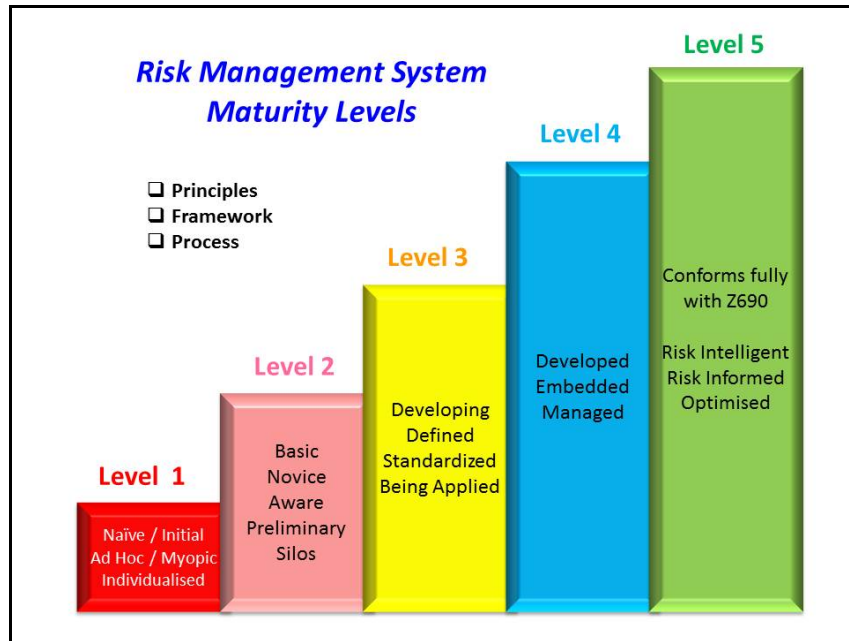 Risk Management System
Maturity Levels
❑ Principles
❑ Framework
❑ Process
Level 1
Naïve / Initial
Ad Hoc / Myopic
Individualised
Level 2
Basic
Novice
Aware
Preliminary
Silos
Level 3
Developing
Defined
Standardized
Being Applied
Level 4
Developed
Embedded
Managed
Level 5
Conforms fully
with Z690
Risk Intelligent
Risk Informed
Optimised